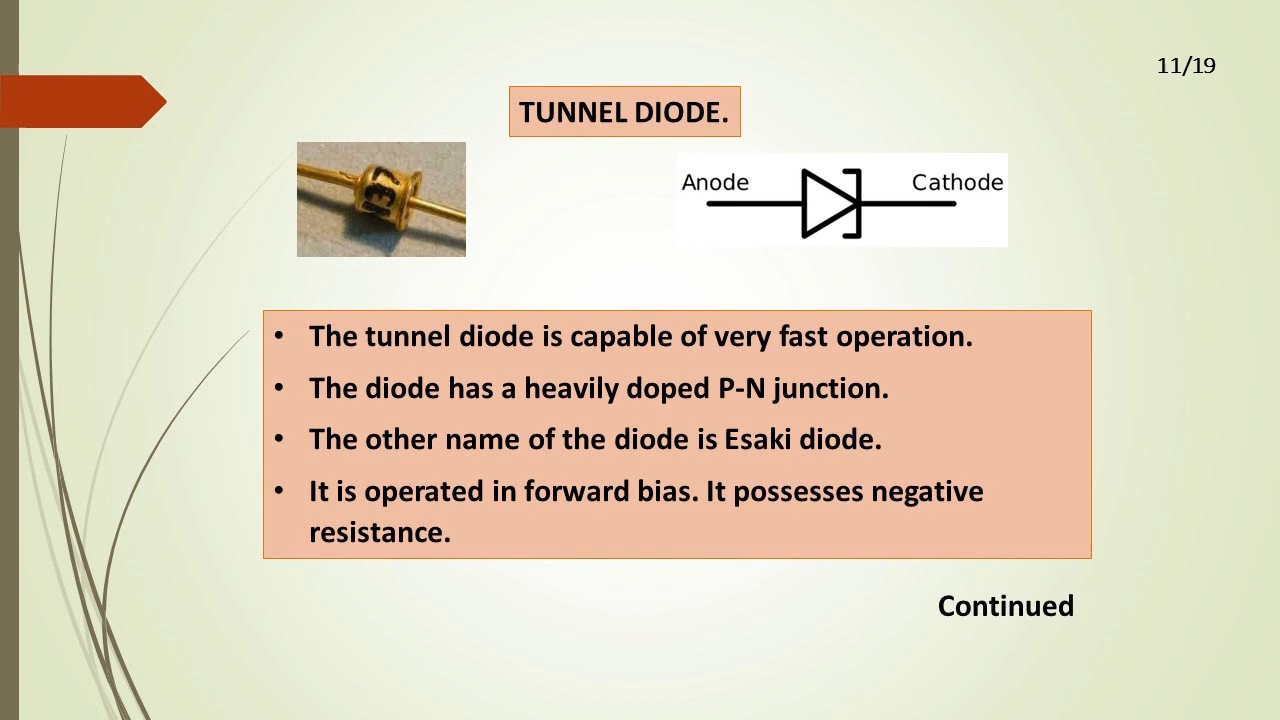 11/19
TUNNEL DIODE.
Anode
Cathode
• The tunnel diode is capable of very fast operation.
• The diode has a heavily doped P-N junction.
• The other name of the diode is Esaki diode.
• It is operated in forward bias. It possesses negative
resistance.
Continued